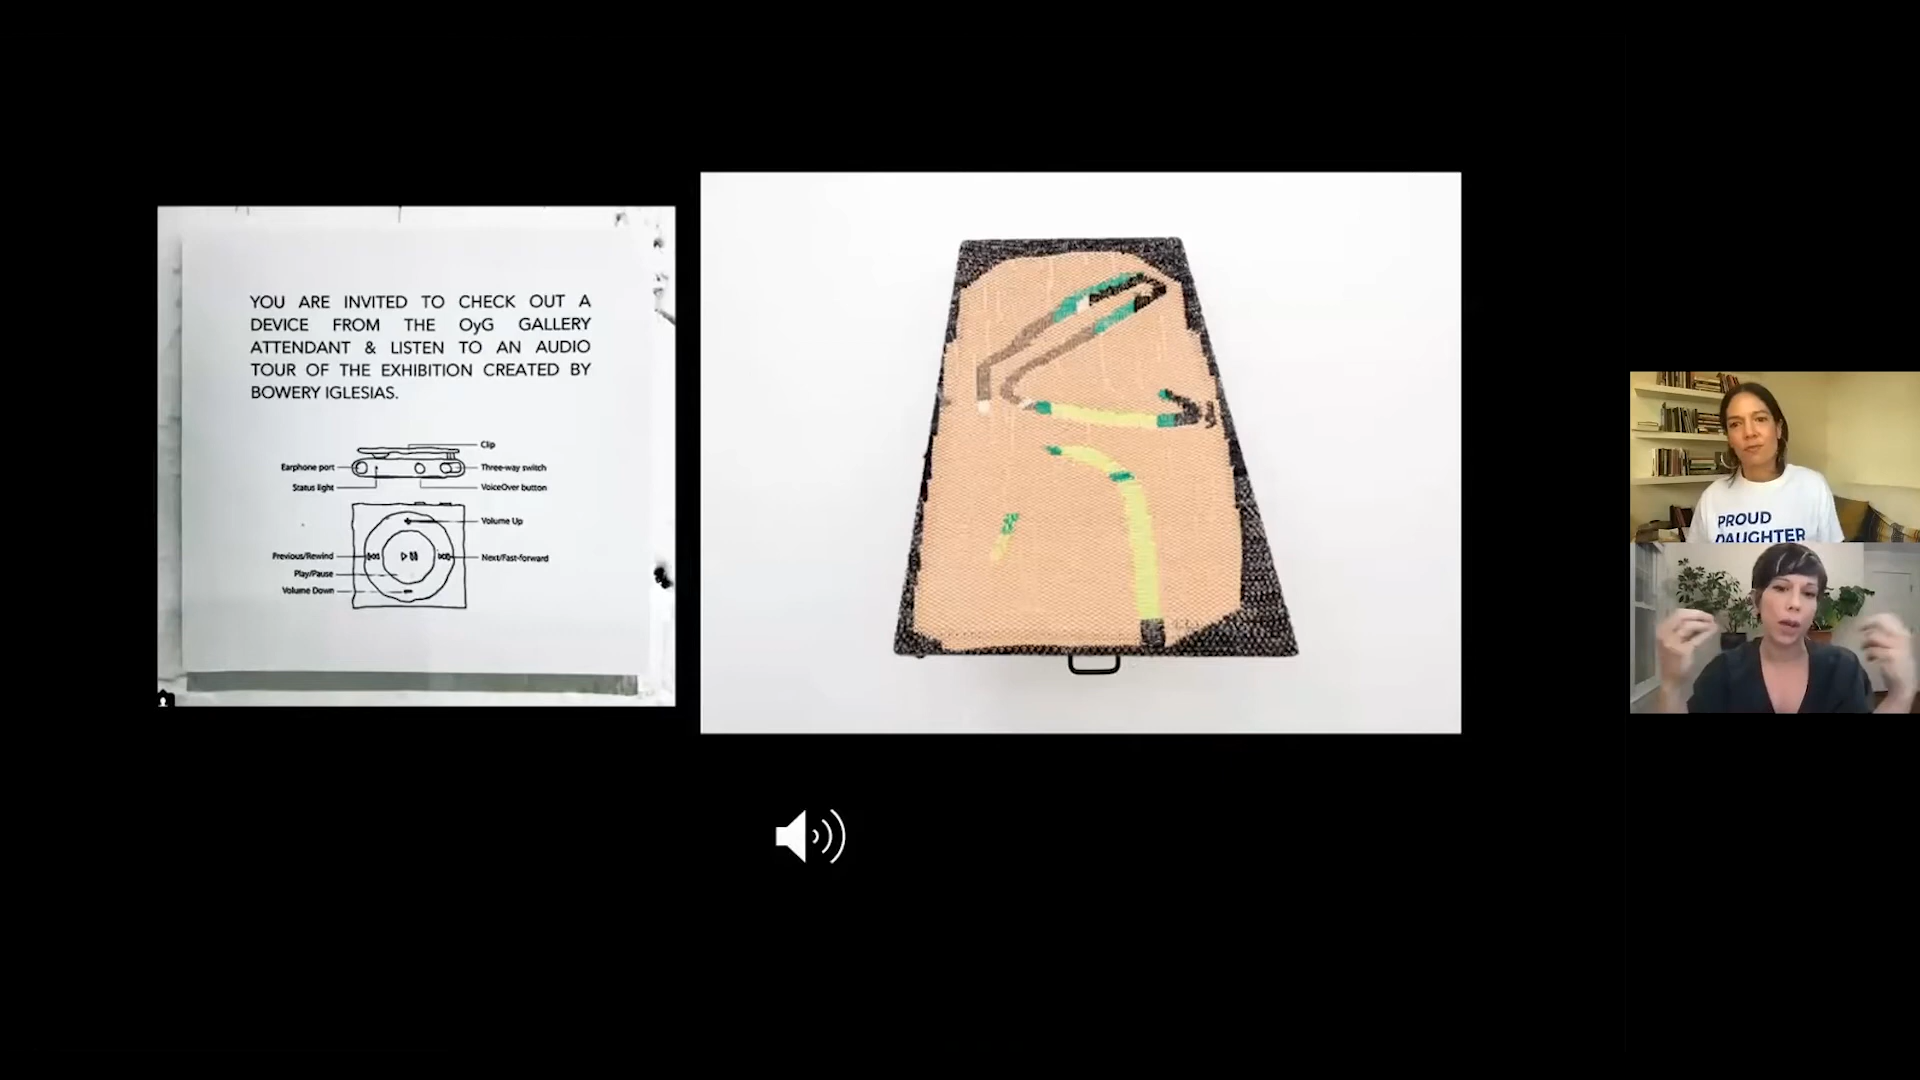 YOU ARE INVITED TO CHECK OUT A
DEVICE FROM THE OyG GALLERY
ATTENDANT & LISTEN TO AN AUDIO
TOUR OF THE EXHIBITION CREATED BY
BOWERY IGLESIAS.
Clip
Earphone port
Three-way switch
Status light
VoiceOver button
Volume Up
Previous/Rewind
Next/Fast-forward
Play/Pause
Volume Down
PROUD
DAUGHTER